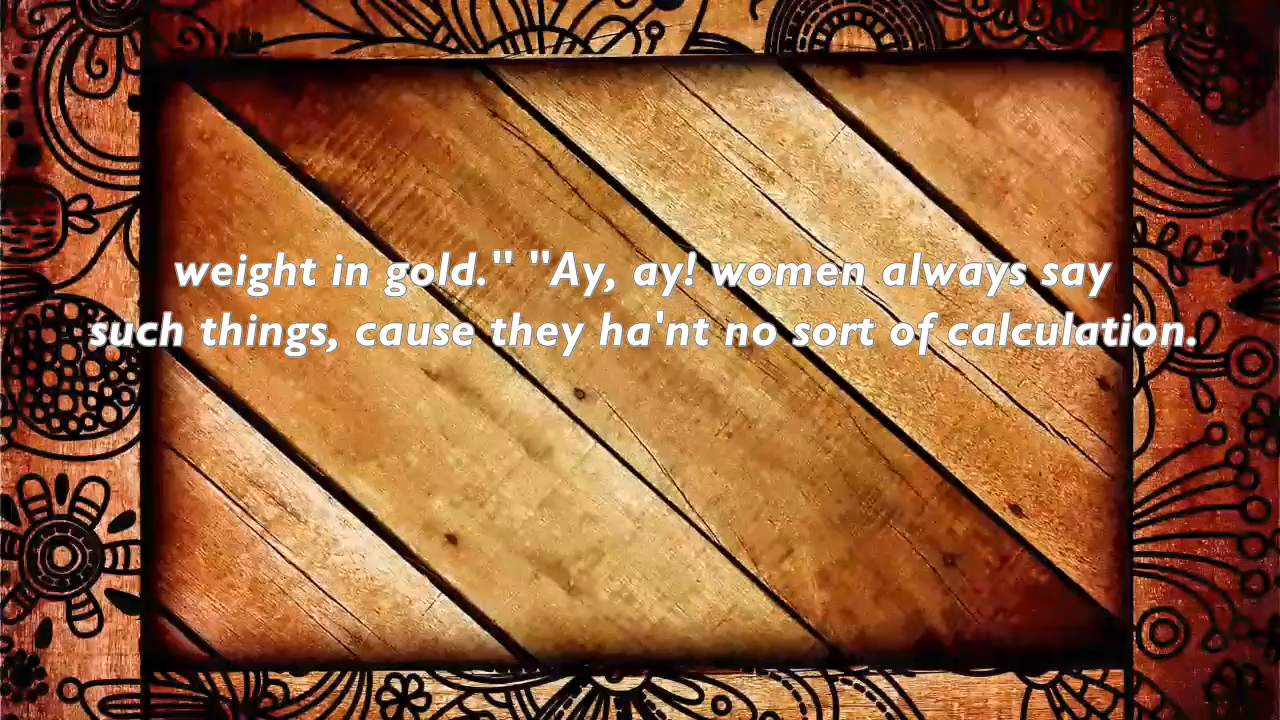 weight in gold." "Ay, ay! women always say
such things, cause they ha'nt no sort of calculation.